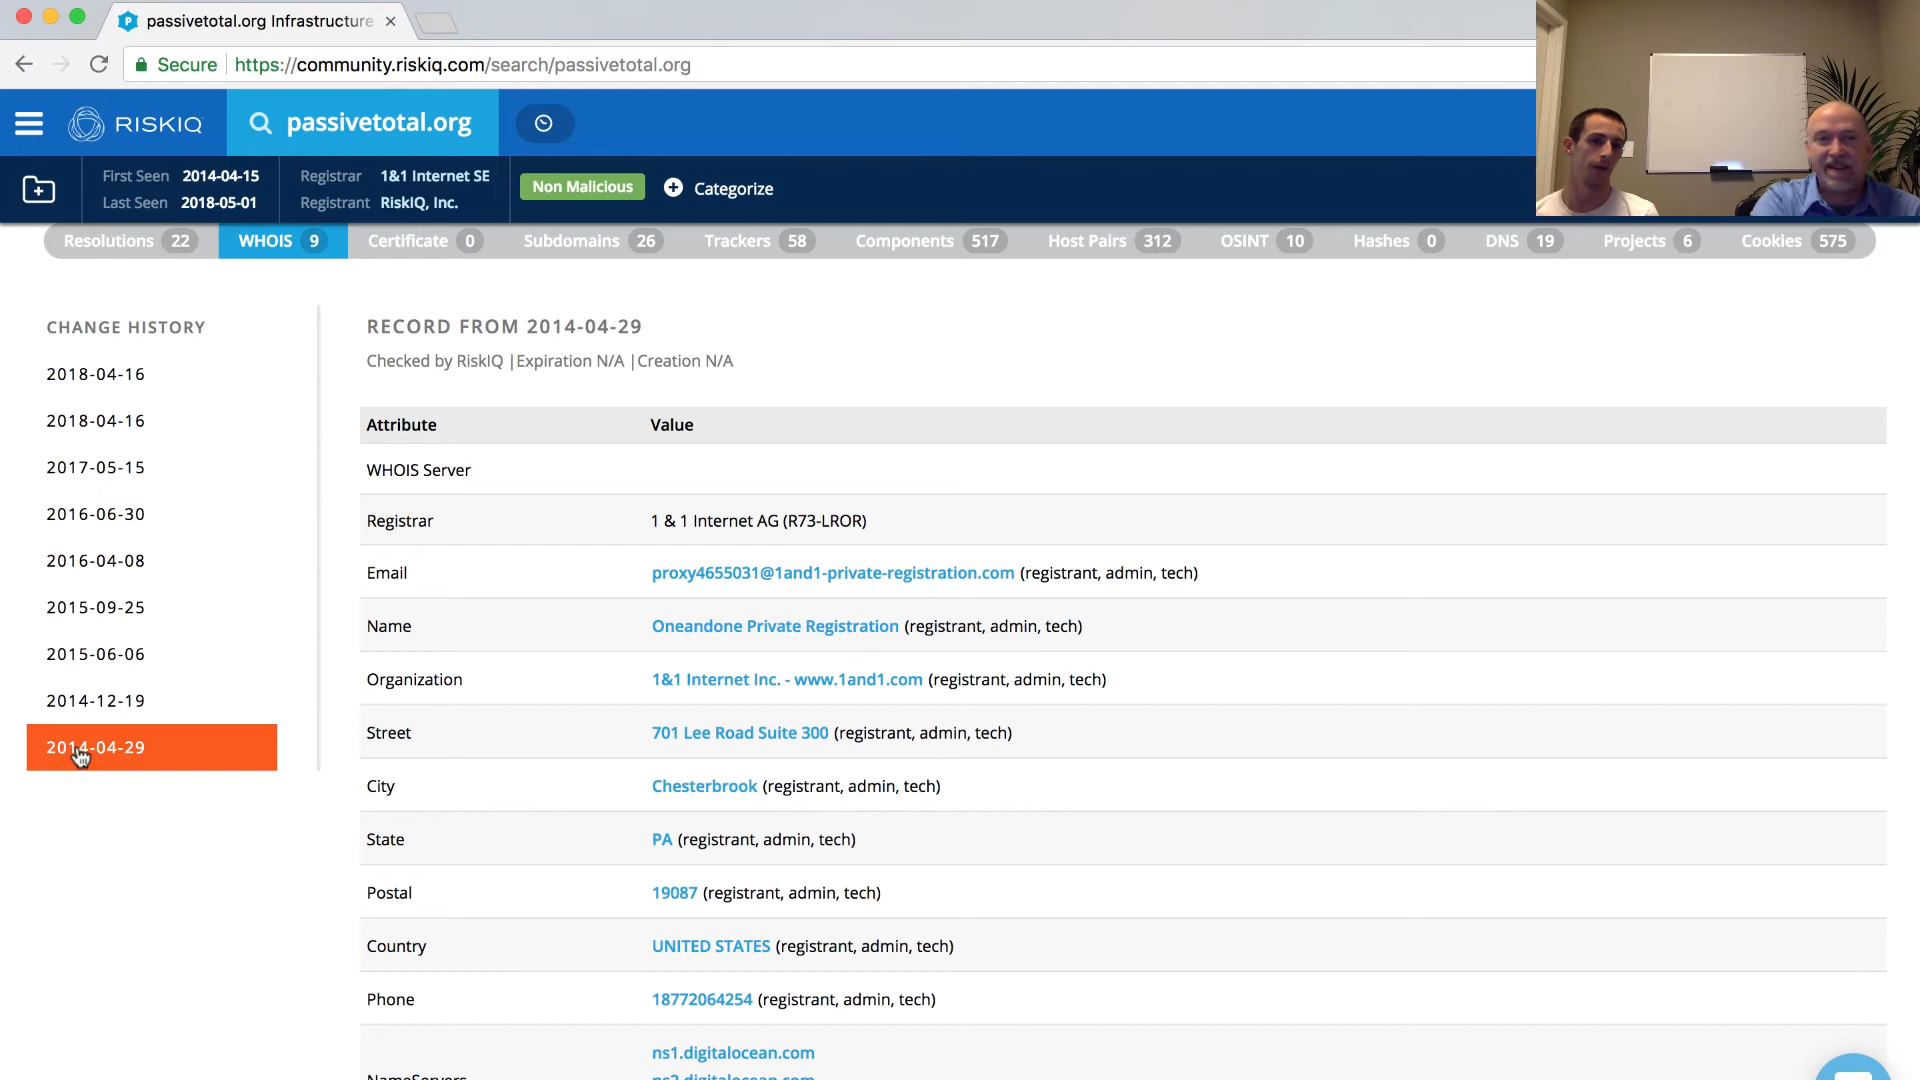 passivetotal.org Infrastructure
Secure https://community.riskiq.com/search/passivetotal.org
RISKIQ passivetotal.org
First Seen 2014-04-15 Registrar 1&1 Internet SE Non Malicious Categorize
Last Seen 2018-05-01 Registrant RiskIQ, Inc.
Resolutions 22 WHOIS 9 Certificate 0 Subdomains 26 Trackers 58 Components 517 Host Pairs 312 OSINT 10 Hashes 0 DNS 19 Projects 6 Cookies 575
CHANGE HISTORY
2018-04-16
2018-04-16
2017-05-15
2016-06-30
2016-04-08
2015-09-25
2015-06-06
2014-12-19
2014-04-29
RECORD FROM 2014-04-29
Checked by RiskIQ |Expiration N/A |Creation N/A
Attribute Value
WHOIS Server
Registrar 1 & 1 Internet AG (R73-LROR)
Email proxy4655031@1and1-private-registration.com (registrant, admin, tech)
Name Oneandone Private Registration (registrant, admin, tech)
Organization 1&1 Internet Inc. - www.1and1.com (registrant, admin, tech)
Street 701 Lee Road Suite 300 (registrant, admin, tech)
City Chesterbrook (registrant, admin, tech)
State PA (registrant, admin, tech)
Postal 19087 (registrant, admin, tech)
Country UNITED STATES (registrant, admin, tech)
Phone 18772064254 (registrant, admin, tech)
ns1.digitalocean.com
NameServers ns2.digitalocean.com